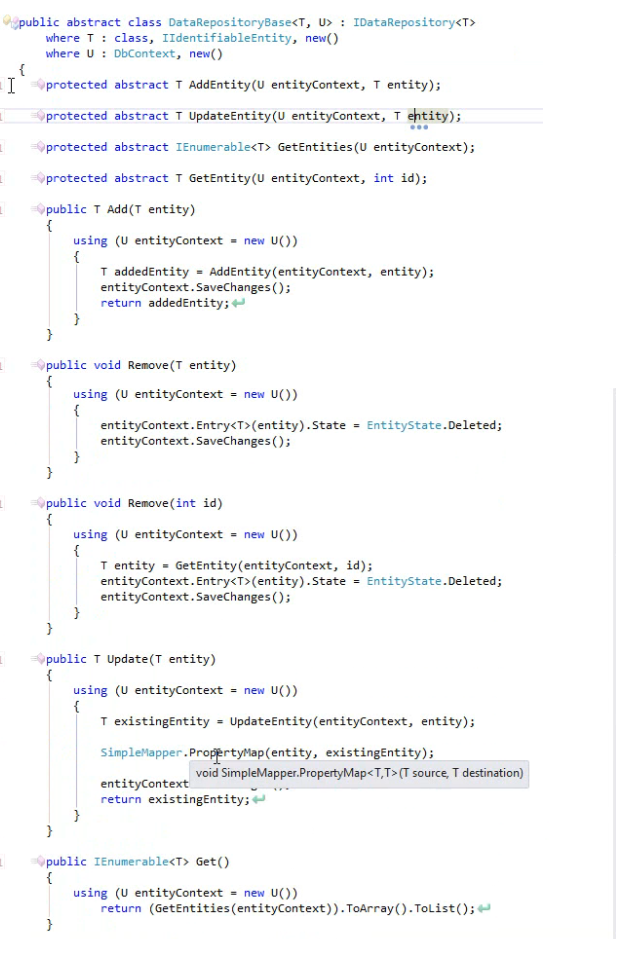 public abstract class DataRepositoryBase<T, U> : IDataRepository<T>
    where T : class, IIdentifiableEntity, new()
    where U : DbContext, new()
{
    protected abstract T AddEntity(U entityContext, T entity);
    protected abstract T UpdateEntity(U entityContext, T entity);
    protected abstract IEnumerable<T> GetEntities(U entityContext);
    protected abstract T GetEntity(U entityContext, int id);
    public T Add(T entity)
    {
        using (U entityContext = new U())
        {
            T addedEntity = AddEntity(entityContext, entity);
            entityContext.SaveChanges();
            return addedEntity;
        }
    }
    public void Remove(T entity)
    {
        using (U entityContext = new U())
        {
            entityContext.Entry<T>(entity).State = EntityState.Deleted;
            entityContext.SaveChanges();
        }
    }
    public void Remove(int id)
    {
        using (U entityContext = new U())
        {
            T entity = GetEntity(entityContext, id);
            entityContext.Entry<T>(entity).State = EntityState.Deleted;
            entityContext.SaveChanges();
        }
    }
    public T Update(T entity)
    {
        using (U entityContext = new U())
        {
            T existingEntity = UpdateEntity(entityContext, entity);
            SimpleMapper.PropertyMap(entity, existingEntity);
            void SimpleMapper.PropertyMap<T,T>(T source, T destination)
            entityContext
            return existingEntity;
        }
    }
    public IEnumerable<T> Get()
    {
        using (U entityContext = new U())
            return (GetEntities(entityContext)).ToArray().ToList();
    }